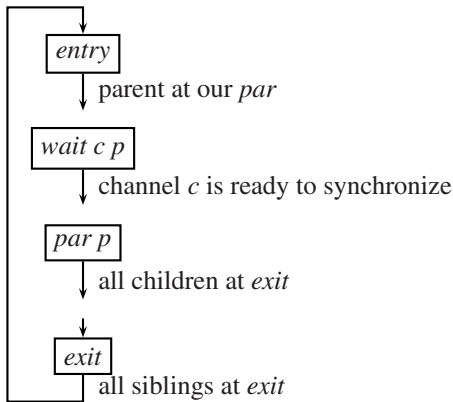 entry
parent at our par
wait c p
channel c is ready to synchronize
par p
all children at exit
exit
all siblings at exit